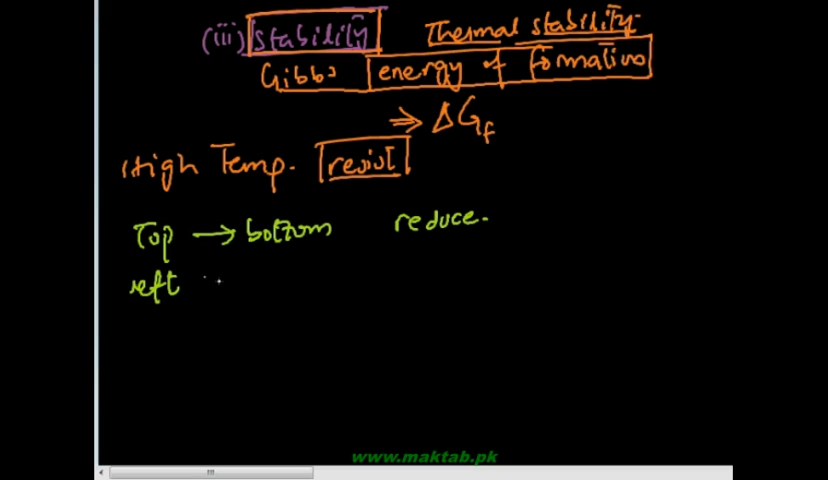 (iii) Stability Thermal stability
Gibbs energy of formation
⇒ ΔGf
High Temp. resist
Top → bottom reduce.
left
www.maktab.pk